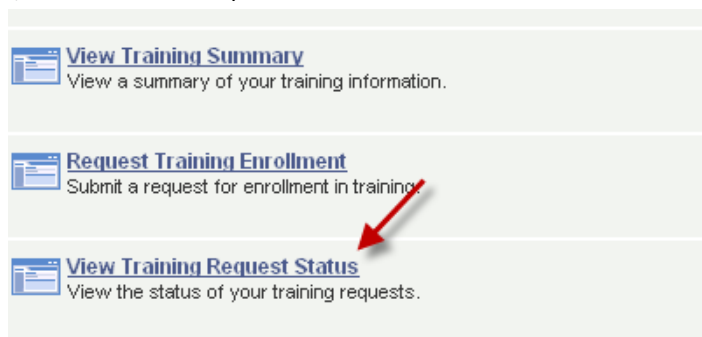 View Training Summary
View a summary of your training information.
Request Training Enrollment
Submit a request for enrollment in training.
View Training Request Status
View the status of your training requests.